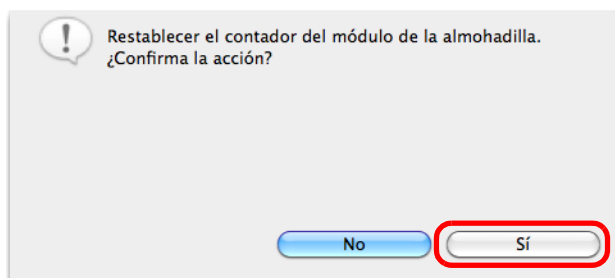 Restablecer el contador del módulo de la almohadilla.
¿Confirma la acción?
No
Sí